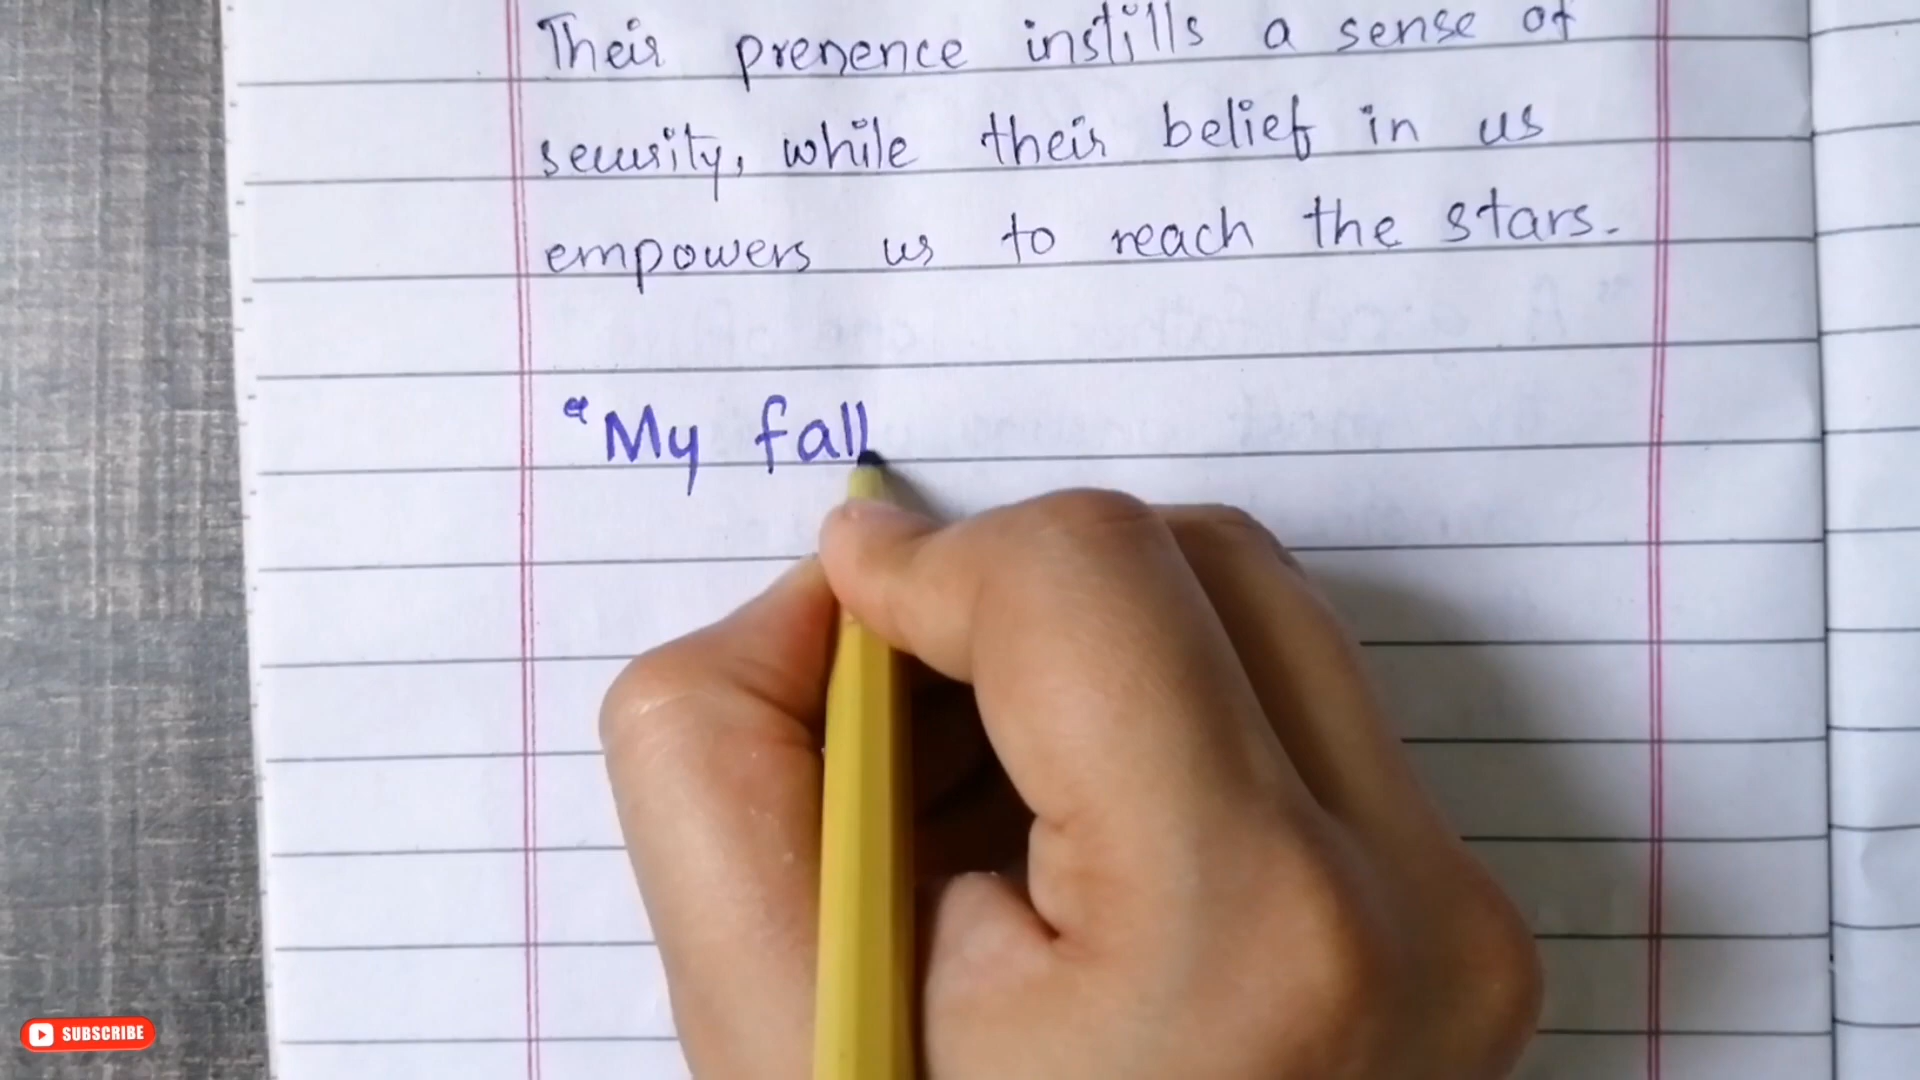 Their prenence instills a sense of
security, while their belief in us
empowers us to reach the stars.
"My fall
SUBSCRIBE